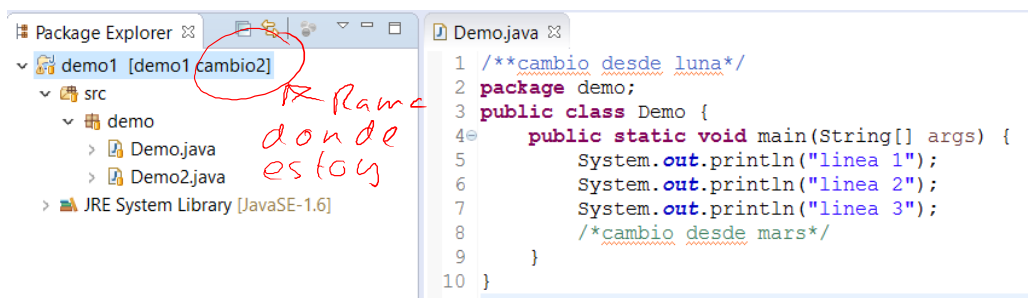 Package Explorer
demo1 [demo1 cambio2]
src
demo
Demo.java
Demo2.java
JRE System Library [JavaSE-1.6]
Rama
donde
estoy
Demo.java
1 /**cambio desde luna*/
2 package demo;
3 public class Demo {
4 public static void main(String[] args) {
5 System.out.println("linea 1");
6 System.out.println("linea 2");
7 System.out.println("linea 3");
8 /*cambio desde mars*/
9 }
10 }